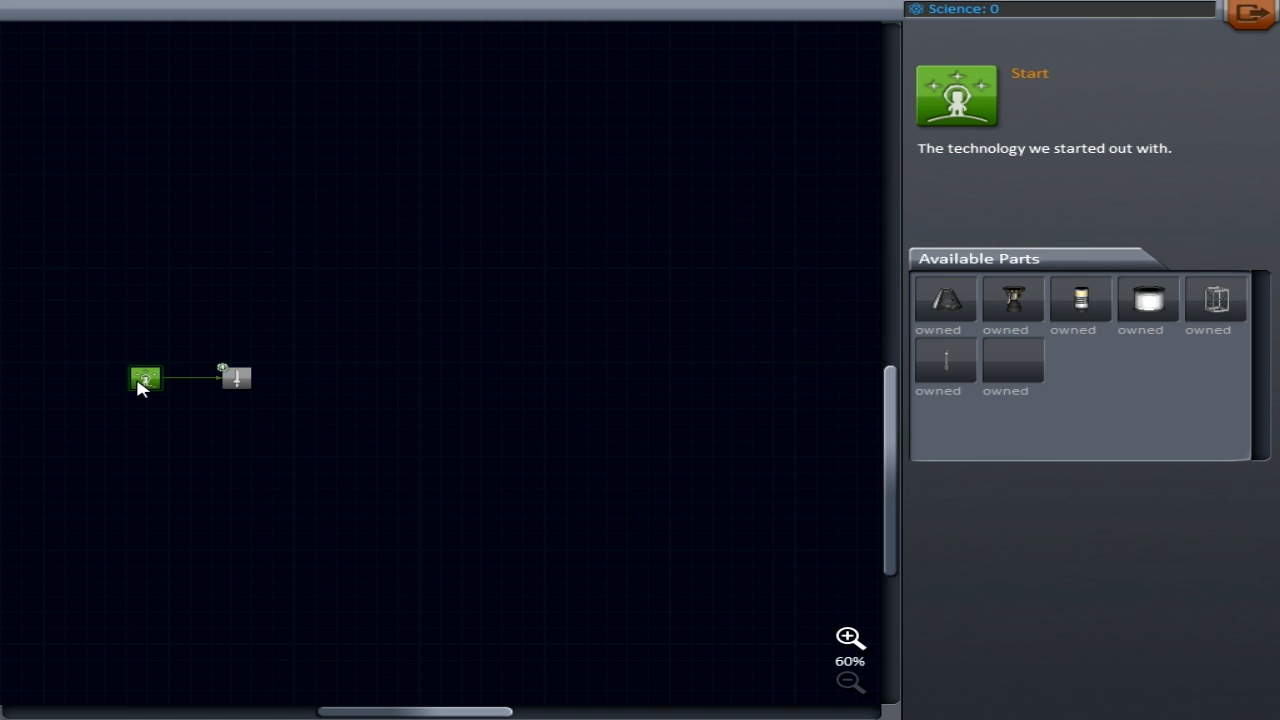 Science: 0
Start
The technology we started out with.
Available Parts
owned owned owned owned owned
owned owned
60%